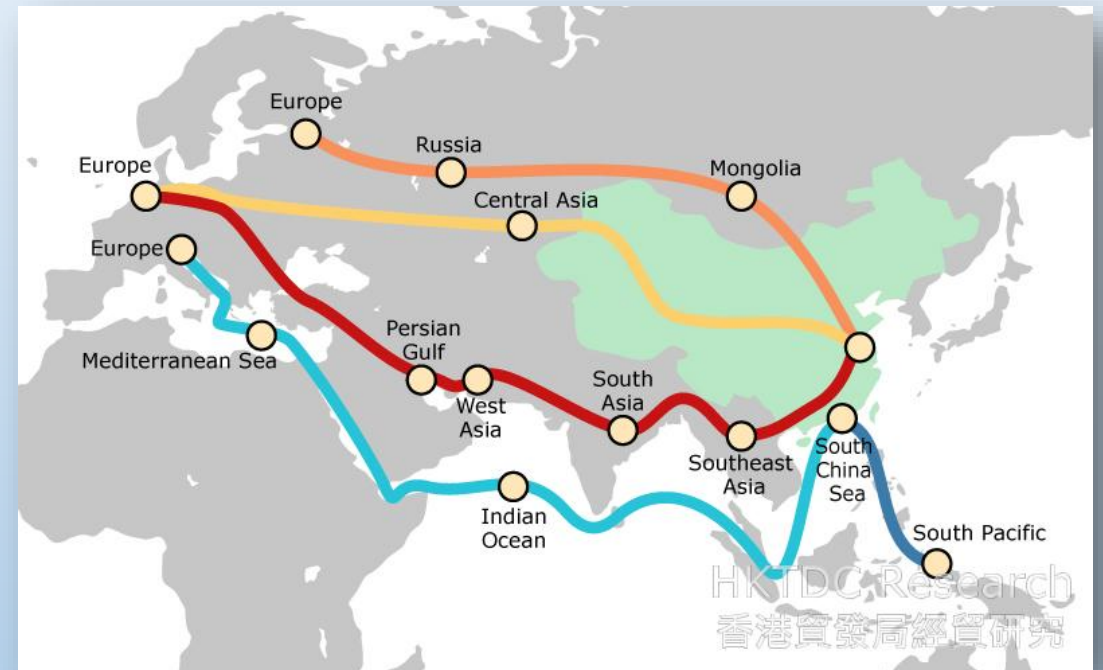 Europe
Russia
Europe
Mongolia
Central Asia
Europe
Persian
Gulf
Mediterranean Sea
South
Asia
West
Asia
Southeast
Asia
South
China
Sea
Indian
Ocean
South Pacific
HKTDC Research
香港貿發局經貿研究